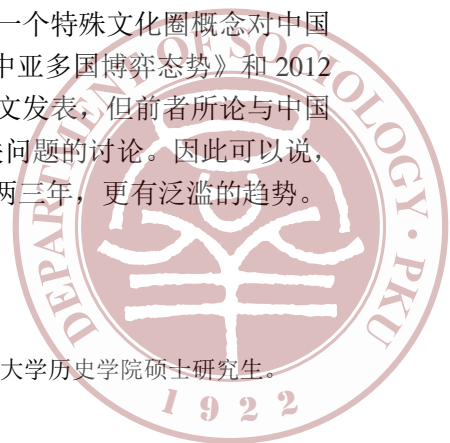 一个特殊文化圈概念对中国
中亚多国博弈态势》和 2012
文发表，但前者所论与中国
问题的讨论。因此可以说，
两三年，更有泛滥的趋势。
大学历史学院硕士研究生。
DEPARTMENT OF SOCIOLOGY · PKU
1922